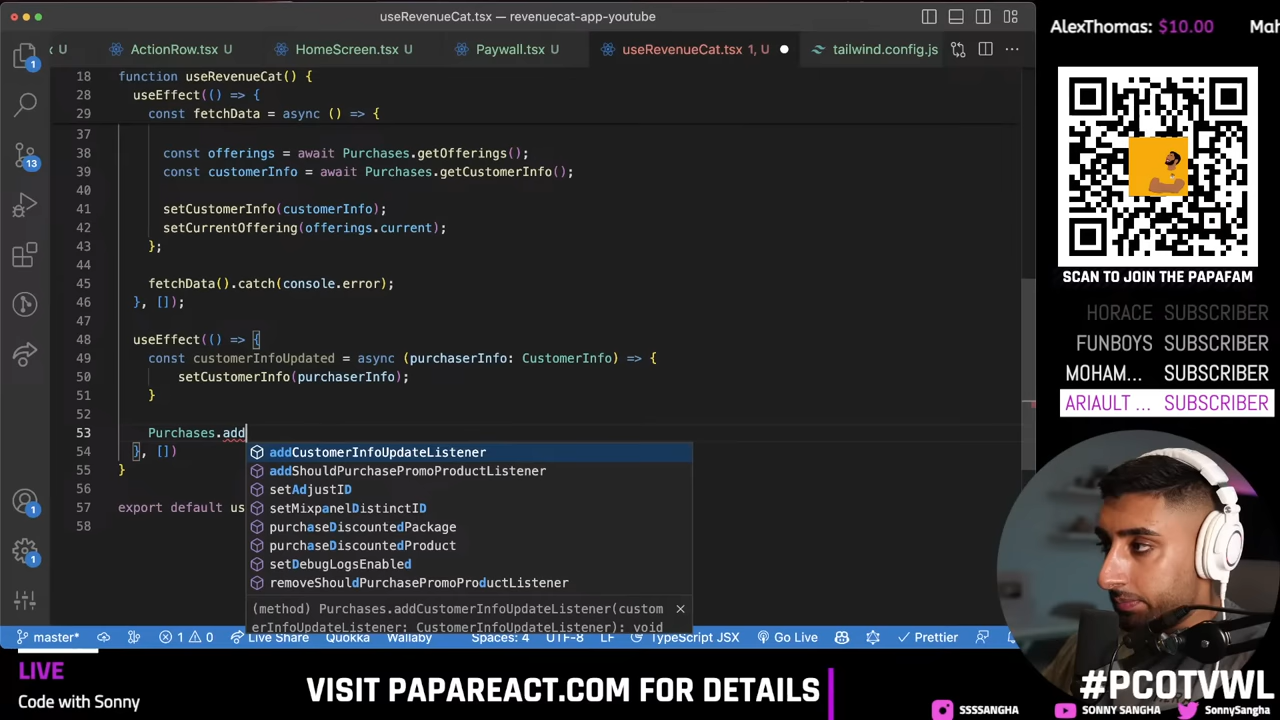 useRevenueCat.tsx — revenuecat-app-youtube
AlexThomas: $10.00 Mah
U ActionRow.tsx U HomeScreen.tsx U Paywall.tsx U useRevenueCat.tsx 1, U tailwind.config.js
18 function useRevenueCat() {
28 useEffect(() => {
29 const fetchData = async () => {
37
38 const offerings = await Purchases.getOfferings();
39 const customerInfo = await Purchases.getCustomerInfo();
40
41 setCustomerInfo(customerInfo);
42 setCurrentOffering(offerings.current);
43 };
44
45 fetchData().catch(console.error);
46 }, []);
47
48 useEffect(() => {
49 const customerInfoUpdated = async (purchaserInfo: CustomerInfo) => {
50 setCustomerInfo(purchaserInfo);
51 }
52
53 Purchases.add
54 }, [])
55 }
56
57 export default us
58
addCustomerInfoUpdateListener
addShouldPurchasePromoProductListener
setAdjustID
setMixpanelDistinctID
purchaseDiscountedPackage
purchaseDiscountedProduct
setDebugLogsEnabled
removeShouldPurchasePromoProductListener
(method) Purchases.addCustomerInfoUpdateListener(custom
erInfoUpdateListener: CustomerInfoUpdateListener): void
1
13
1
1
SCAN TO JOIN THE PAPAFAM
HORACE SUBSCRIBER
FUNBOYS SUBSCRIBER
MOHAM... SUBSCRIBER
ARIAULT ... SUBSCRIBER
master* 1 0 Live Share Quokka Wallaby Spaces: 4 UTF-8 LF TypeScript JSX Go Live Prettier
LIVE
Code with Sonny
VISIT PAPAREACT.COM FOR DETAILS
#PCOTVWL
SSSSANGHA SONNY SANGHA SonnySangha